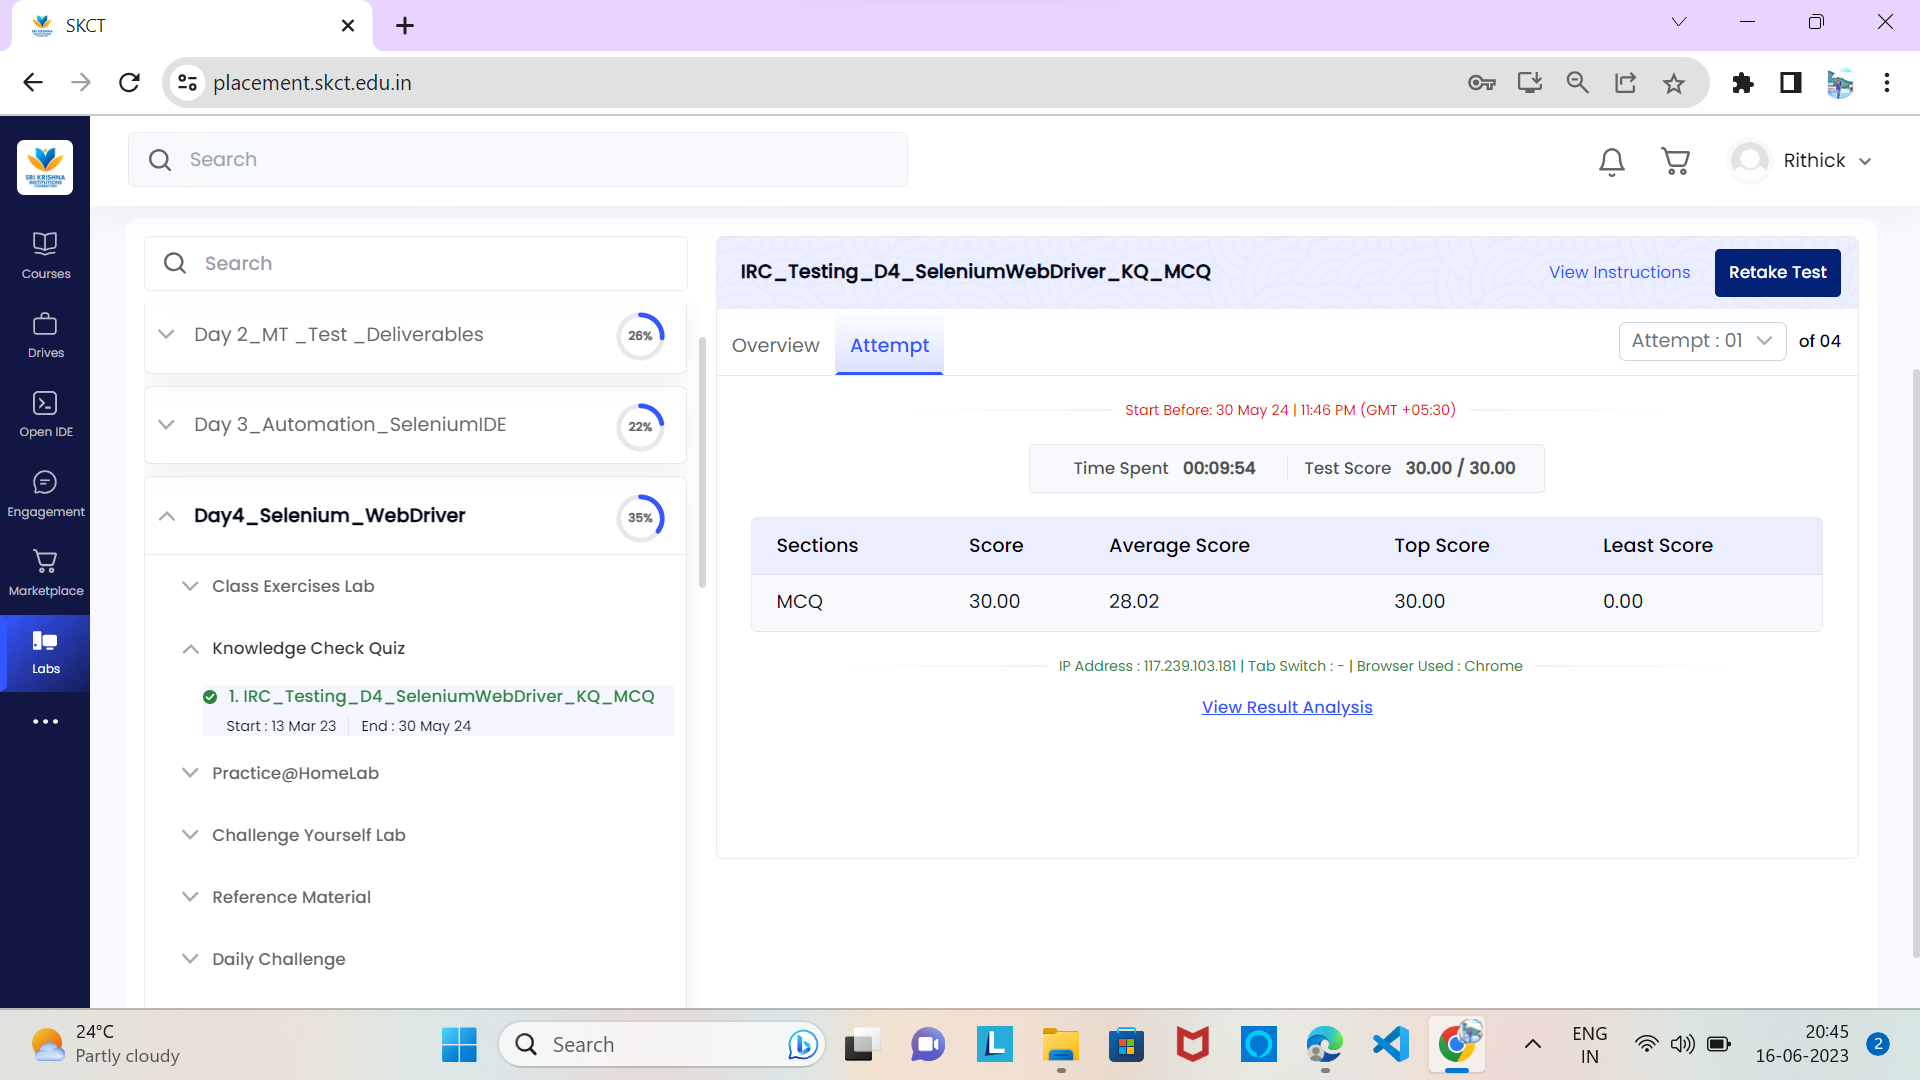 SKCT
placement.skct.edu.in
SRI KRISHNA
INSTITUTIONS
Search
Rithick
Courses
Drives
Open IDE
Engagement
Marketplace
Labs
Search
Day 2_MT _Test _Deliverables
26%
Day 3_Automation_SeleniumIDE
22%
Day4_Selenium_WebDriver
35%
Class Exercises Lab
Knowledge Check Quiz
1. IRC_Testing_D4_SeleniumWebDriver_KQ_MCQ
Start : 13 Mar 23 End : 30 May 24
Practice@HomeLab
Challenge Yourself Lab
Reference Material
Daily Challenge
IRC_Testing_D4_SeleniumWebDriver_KQ_MCQ
View Instructions
Retake Test
Overview
Attempt
Attempt : 01 of 04
Start Before: 30 May 24 | 11:46 PM (GMT +05:30)
Time Spent 00:09:54 Test Score 30.00 / 30.00
Sections Score Average Score Top Score Least Score
MCQ 30.00 28.02 30.00 0.00
IP Address : 117.239.103.181 | Tab Switch : - | Browser Used : Chrome
View Result Analysis
24°C
Partly cloudy
Search
L
ENG
IN
20:45
16-06-2023
2